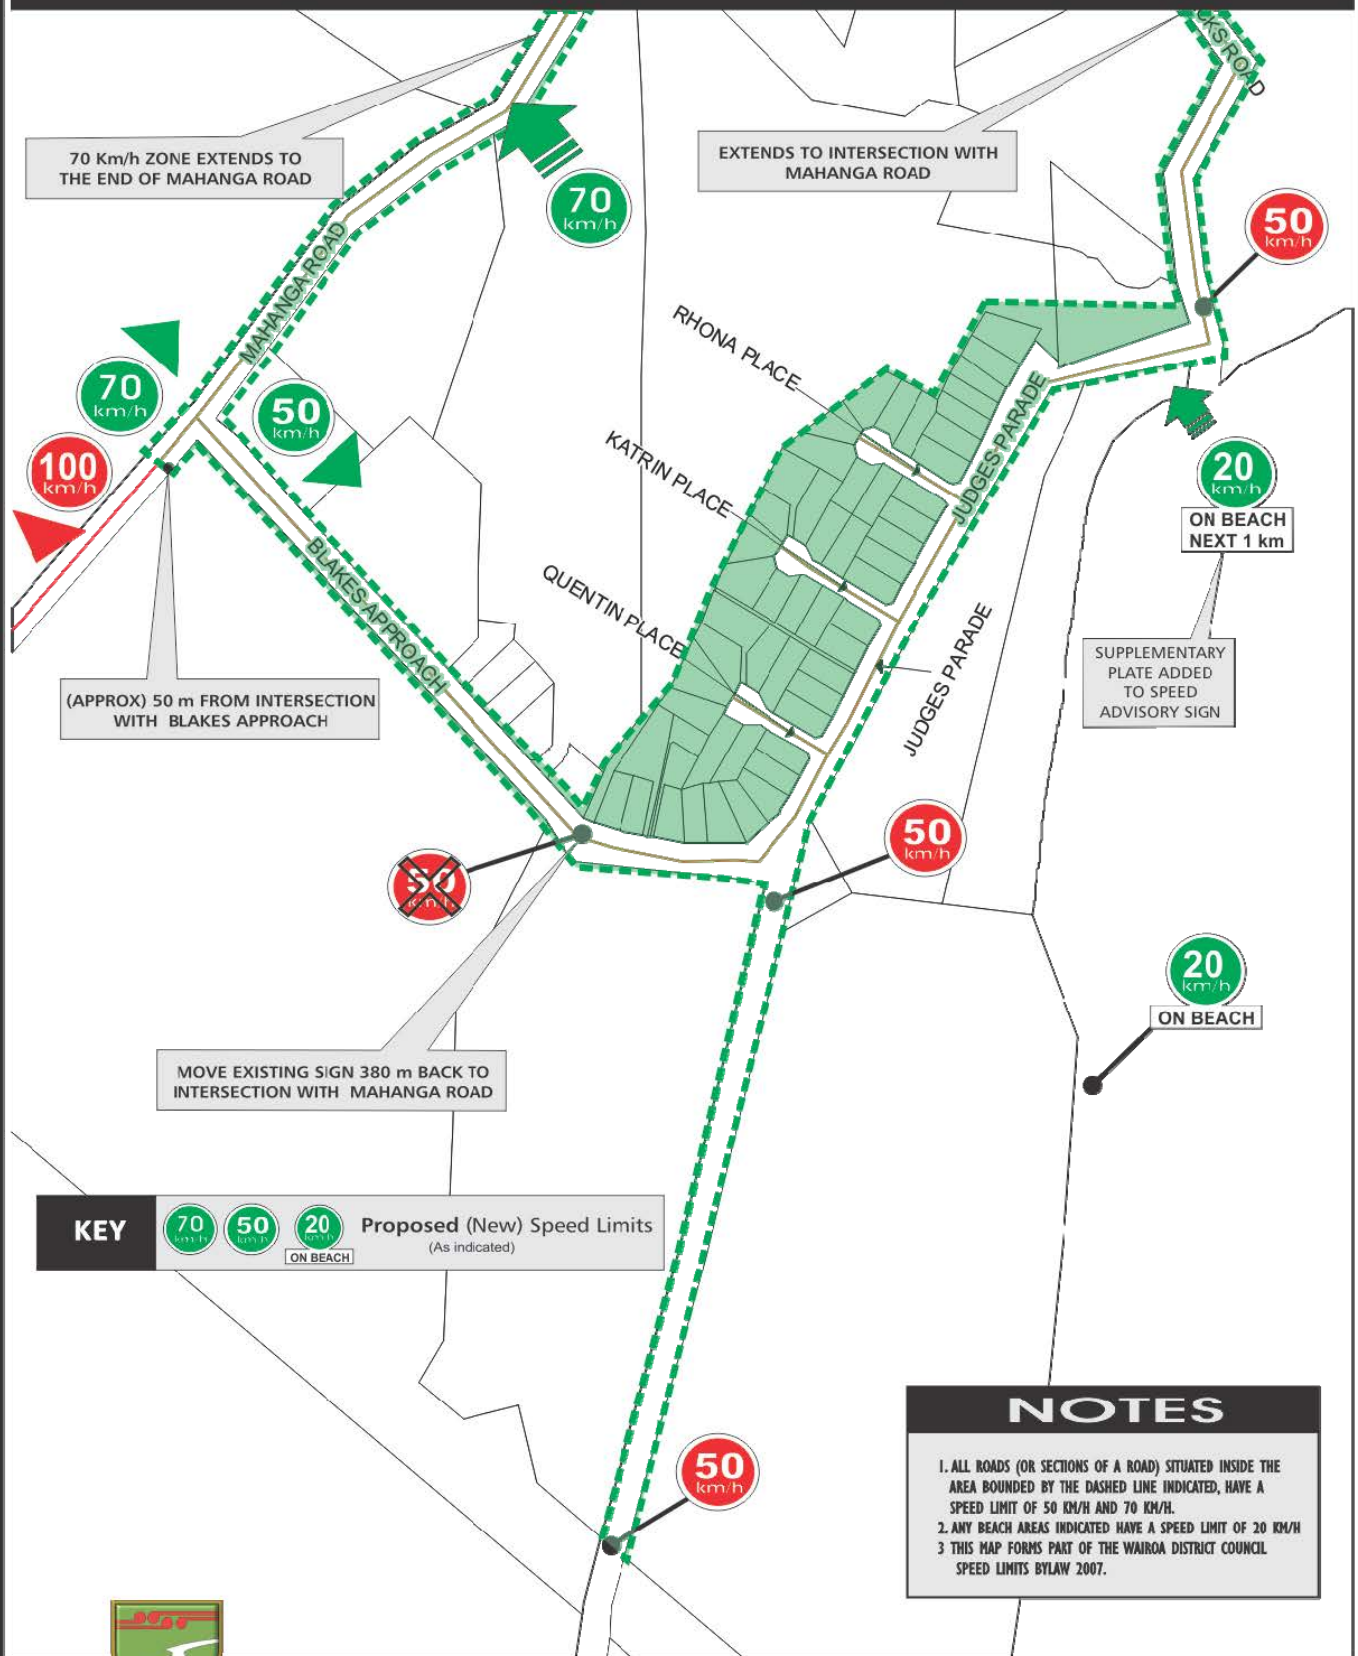 CKS ROAD
70 Km/h ZONE EXTENDS TO
THE END OF MAHANGA ROAD
EXTENDS TO INTERSECTION WITH
MAHANGA ROAD
70
km/h
50
km/h
MAHANGA ROAD
RHONA PLACE
70
km/h
50
km/h
JUDGES PARADE
KATRIN PLACE
100
km/h
20
km/h
ON BEACH
NEXT 1 km
BLAKES APPROACH
QUENTIN PLACE
JUDGES PARADE
SUPPLEMENTARY
PLATE ADDED
TO SPEED
ADVISORY SIGN
(APPROX) 50 m FROM INTERSECTION
WITH BLAKES APPROACH
50
km/h
50
km/h
20
km/h
ON BEACH
MOVE EXISTING SIGN 380 m BACK TO
INTERSECTION WITH MAHANGA ROAD
KEY
70
km/h
50
km/h
20
km/h
ON BEACH
Proposed (New) Speed Limits
(As indicated)
50
km/h
NOTES
1. ALL ROADS (OR SECTIONS OF A ROAD) SITUATED INSIDE THE
AREA BOUNDED BY THE DASHED LINE INDICATED, HAVE A
SPEED LIMIT OF 50 KM/H AND 70 KM/H.
2. ANY BEACH AREAS INDICATED HAVE A SPEED LIMIT OF 20 KM/H
3 THIS MAP FORMS PART OF THE WAIROA DISTRICT COUNCIL
SPEED LIMITS BYLAW 2007.